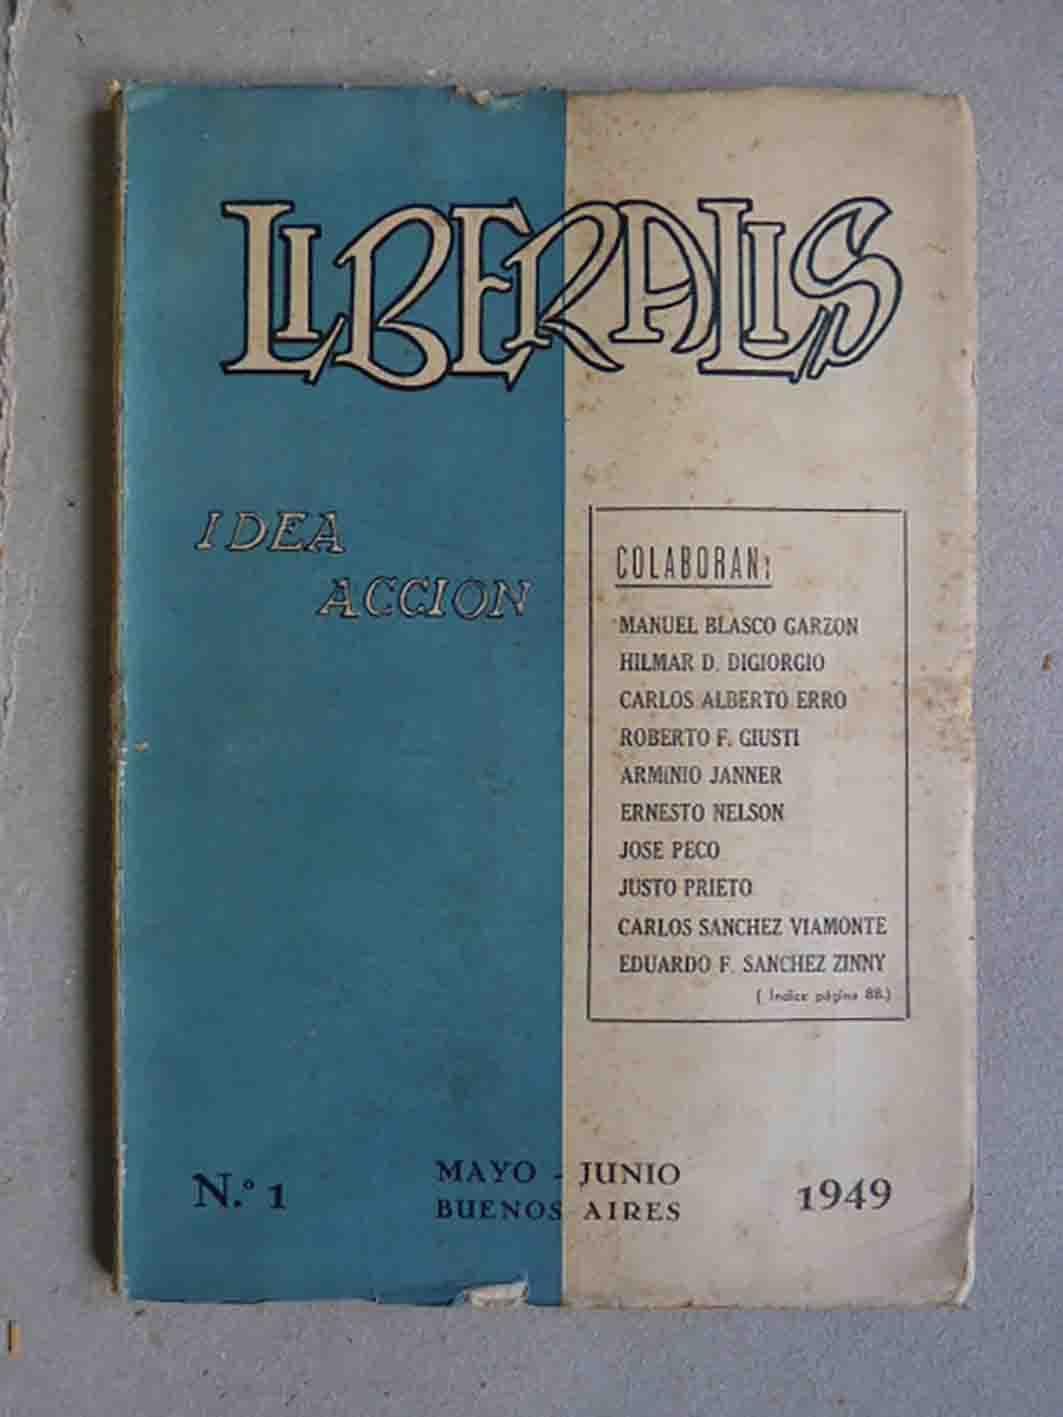 LIBERALIS
IDEA
ACCION
COLABORAN:
MANUEL BLASCO GARZON
HILMAR D. DIGIORGIO
CARLOS ALBERTO ERRO
ROBERTO F. GIUSTI
ARMINIO JANNER
ERNESTO NELSON
JOSE PECO
JUSTO PRIETO
CARLOS SANCHEZ VIAMONTE
EDUARDO F. SANCHEZ ZINNY
( Indice página 88.)
N.º 1
MAYO - JUNIO
BUENOS AIRES
1949